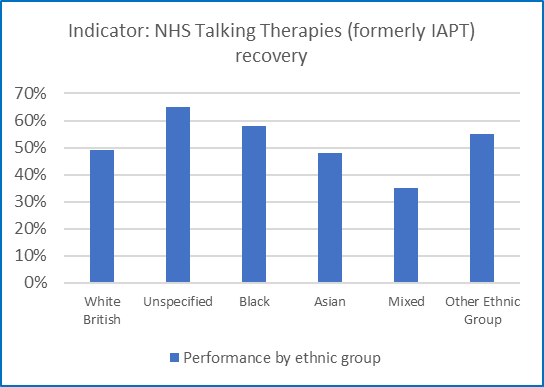 Indicator: NHS Talking Therapies (formerly IAPT)
recovery
70%
60%
50%
40%
30%
20%
10%
0%
White British
Unspecified
Black
Asian
Mixed
Other Ethnic Group
Performance by ethnic group